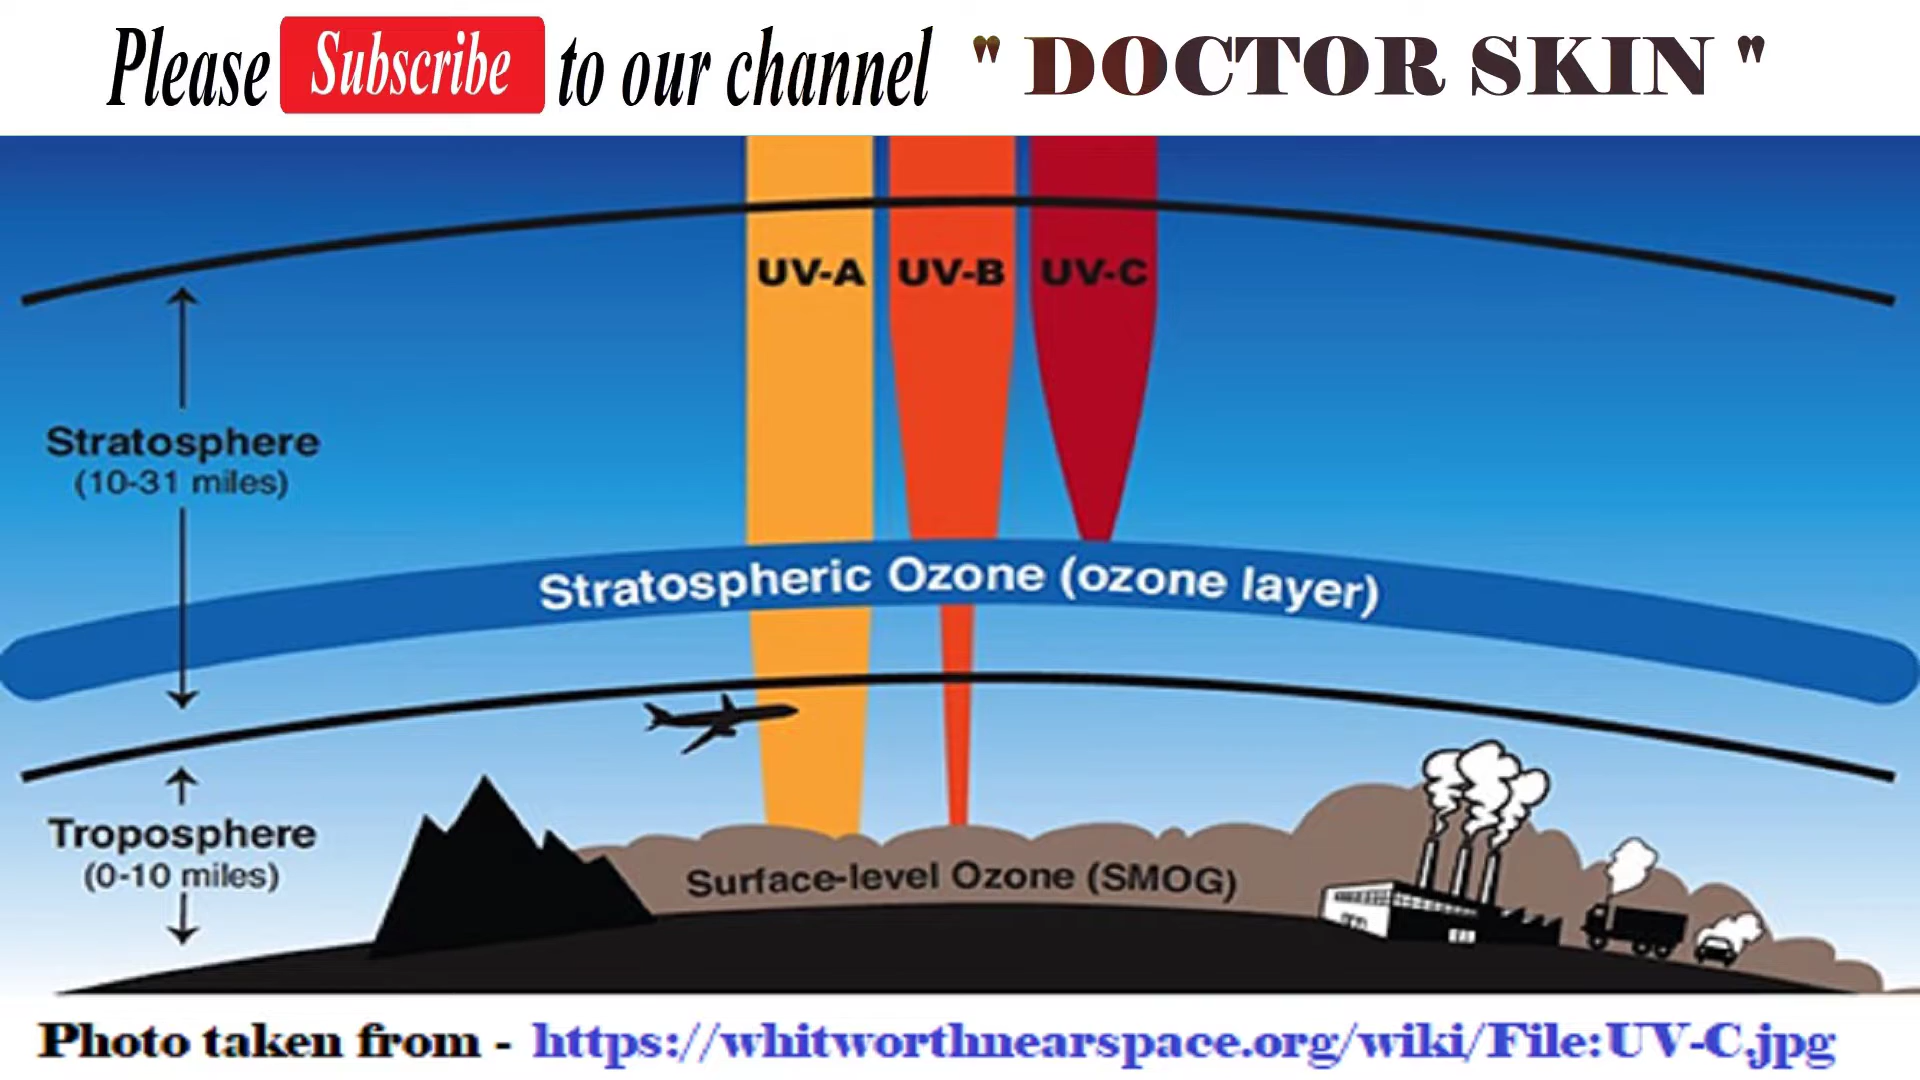 Please Subscribe to our channel " DOCTOR SKIN "
UV-A UV-B UV-C
Stratosphere
(10-31 miles)
Stratospheric Ozone (ozone layer)
Troposphere
(0-10 miles)
Surface-level Ozone (SMOG)
Photo taken from - https://whitworthnearspace.org/wiki/File:UV-C.jpg